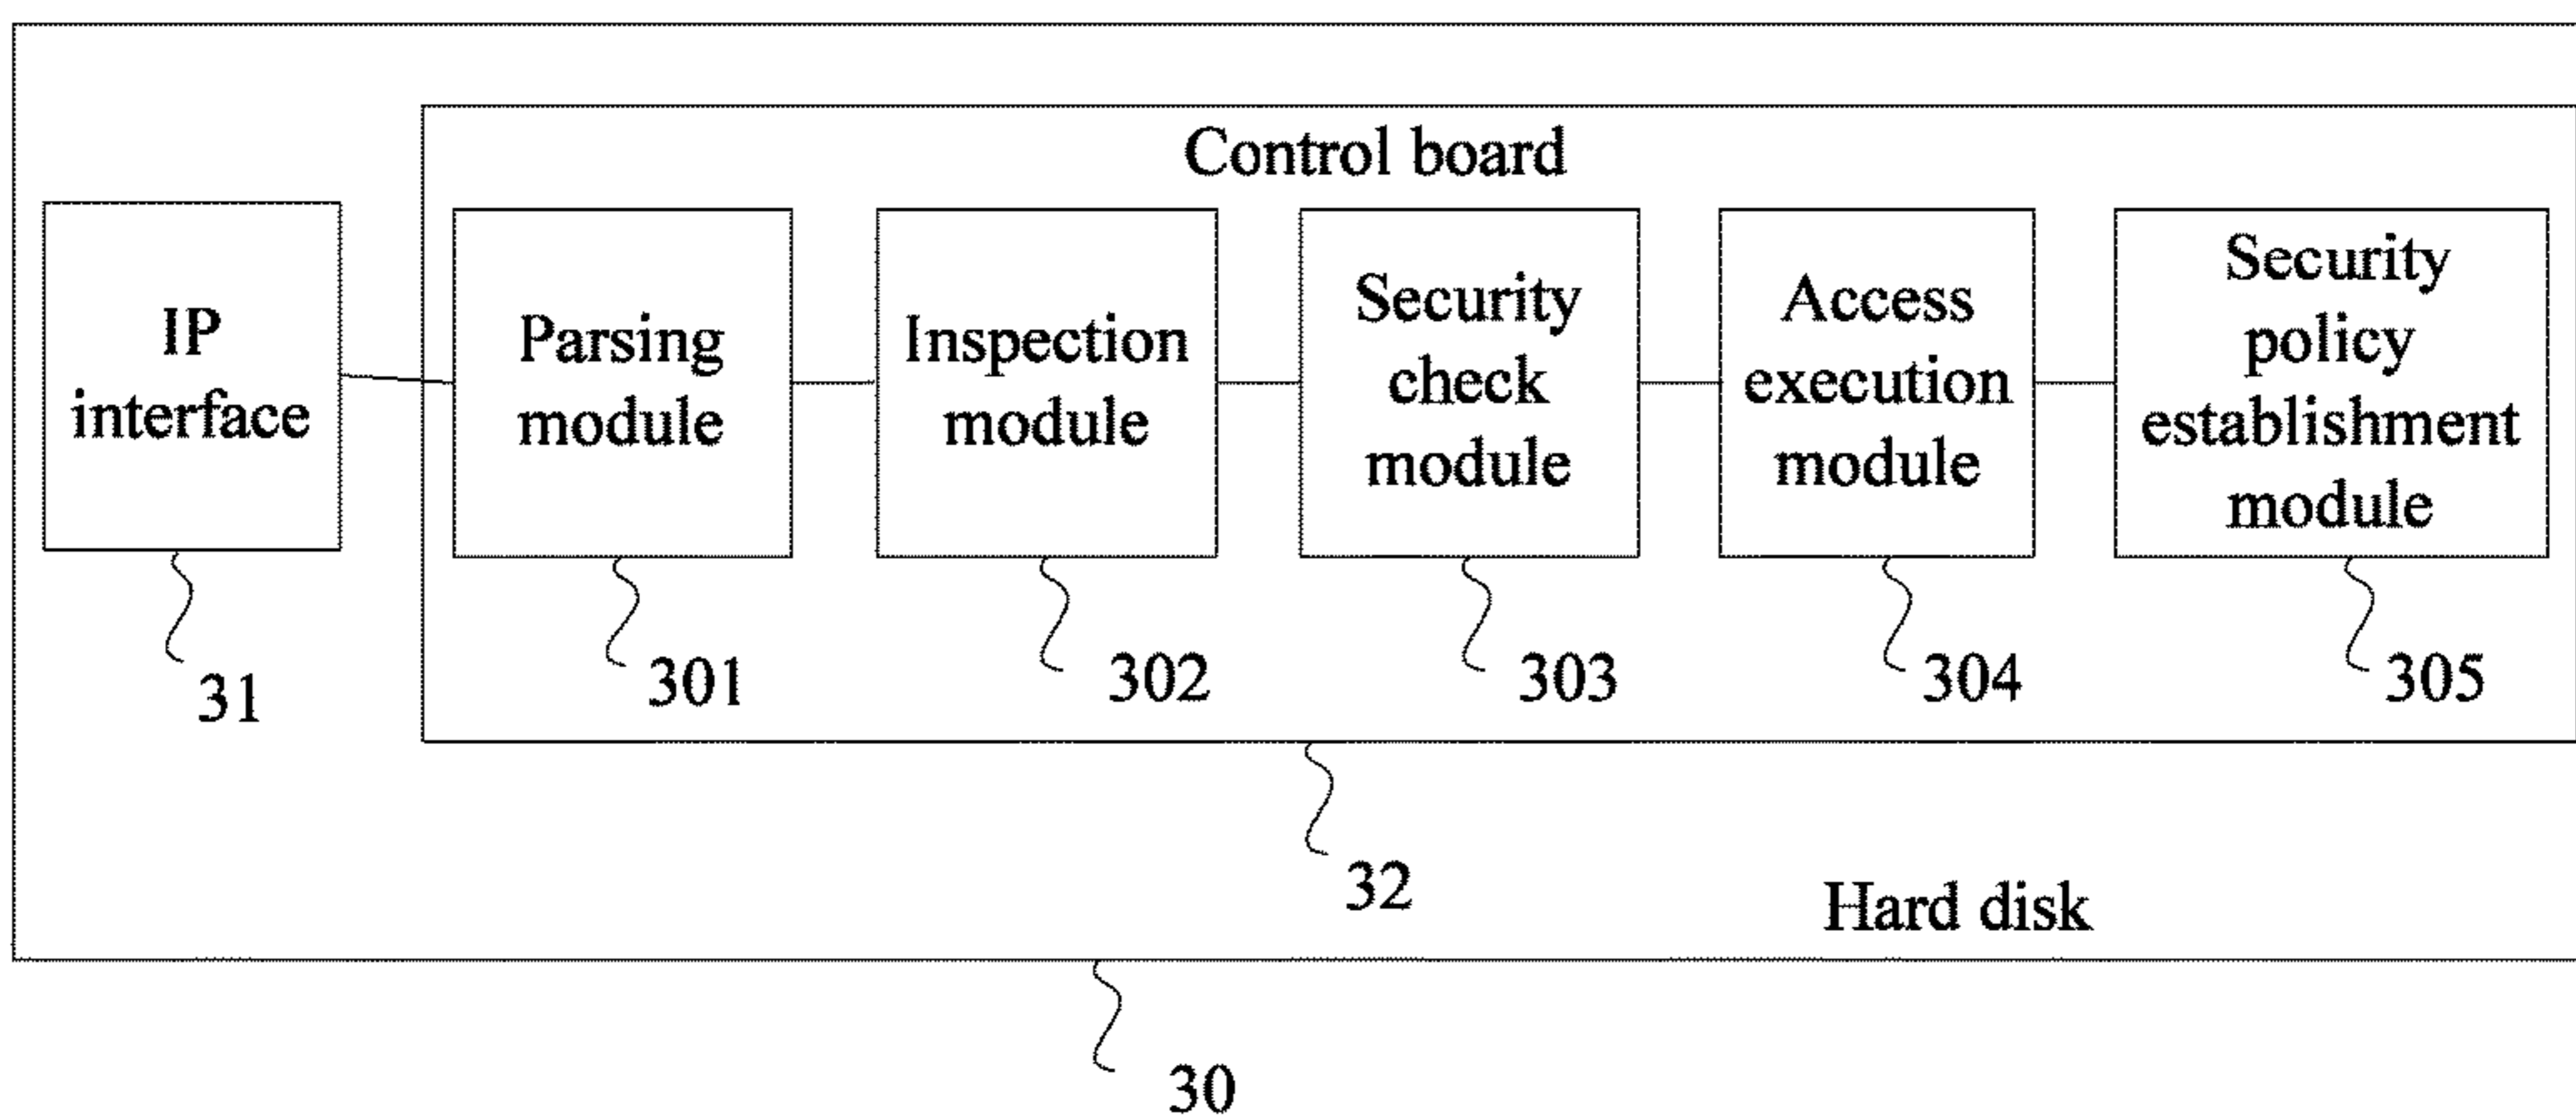 Control board
IP
interface
Parsing
module
Inspection
module
Security
check
module
Access
execution
module
Security
policy
establishment
module
31
301
302
303
304
305
32
Hard disk
30